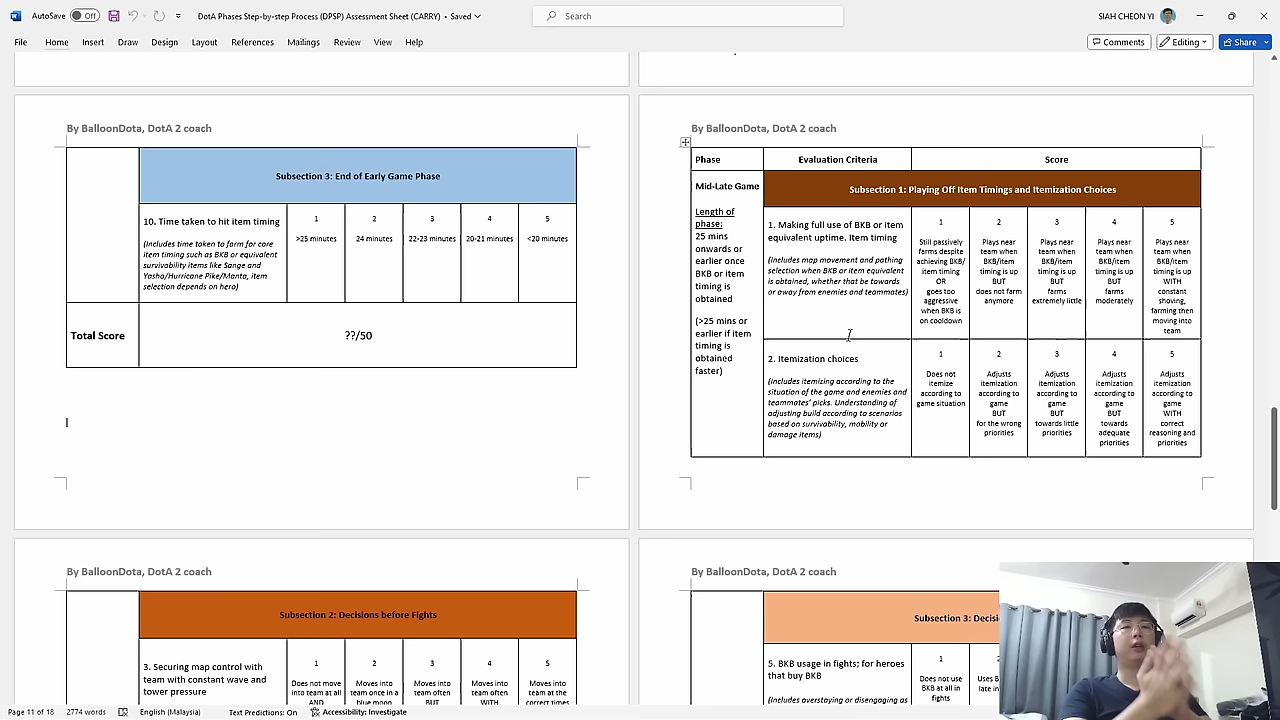 AutoSave Off DotA Phases Step-by-step Process (DPSP) Assessment Sheet (CARRY) • Saved Search SIAH CHEON YI
File Home Insert Draw Design Layout References Mailings Review View Help Comments Editing Share
By BalloonDota, DotA 2 coach
Subsection 3: End of Early Game Phase
10. Time taken to hit item timing
(Includes time taken to farm for core
item timing such as BKB or equivalent
survivability items like Sange and
Yasha/Hurricane Pike/Manta, item
selection depends on hero)
1
>25 minutes
2
24 minutes
3
22-23 minutes
4
20-21 minutes
5
<20 minutes
Total Score
??/50
By BalloonDota, DotA 2 coach
Phase Evaluation Criteria Score
Mid-Late Game
Length of
phase:
25 mins
onwards or
earlier once
BKB or item
timing is
obtained
(>25 mins or
earlier if item
timing is
obtained
faster)
Subsection 1: Playing Off Item Timings and Itemization Choices
1. Making full use of BKB or item
equivalent uptime. Item timing
(Includes map movement and pathing
selection when BKB or item equivalent
is obtained, whether that be towards
or away from enemies and teammates)
1
Still passively
farms despite
achieving BKB/
item timing
OR
goes too
aggressive
when BKB is
on cooldown
2
Plays near
team when
BKB/item
timing is up
BUT
does not farm
anymore
3
Plays near
team when
BKB/item
timing is up
BUT
farms
extremely little
4
Plays near
team when
BKB/item
timing is up
BUT
farms
moderately
5
Plays near
team when
BKB/item
timing is up
WITH
constant
shoving,
farming then
moving into
team
2. Itemization choices
(Includes itemizing according to the
situation of the game and enemies and
teammates' picks. Understanding of
adjusting build according to scenarios
based on survivability, mobility or
damage items)
1
Does not
itemize
according to
game situation
2
Adjusts
itemization
according to
game
BUT
for the wrong
priorities
3
Adjusts
itemization
according to
game
BUT
towards little
priorities
4
Adjusts
itemization
according to
game
BUT
towards
adequate
priorities
5
Adjusts
itemization
according to
game
WITH
correct
reasoning and
priorities
By BalloonDota, DotA 2 coach
Subsection 2: Decisions before Fights
3. Securing map control with
team with constant wave and
tower pressure
1
Does not move
into team at all
AND
2
Moves into
team once in a
blue moon
3
Moves into
team often
BUT
4
Moves into
team often
WITH
5
Moves into
team at the
correct times
By BalloonDota, DotA 2 coach
Subsection 3:
5. BKB usage in fights; for heroes
that buy BKB
(Includes overstaying or disengaging as
1
Does not use
BKB at all in
fights
Page 11 of 18 2774 words English (Malaysia) Text Predictions: On Accessibility: Investigate